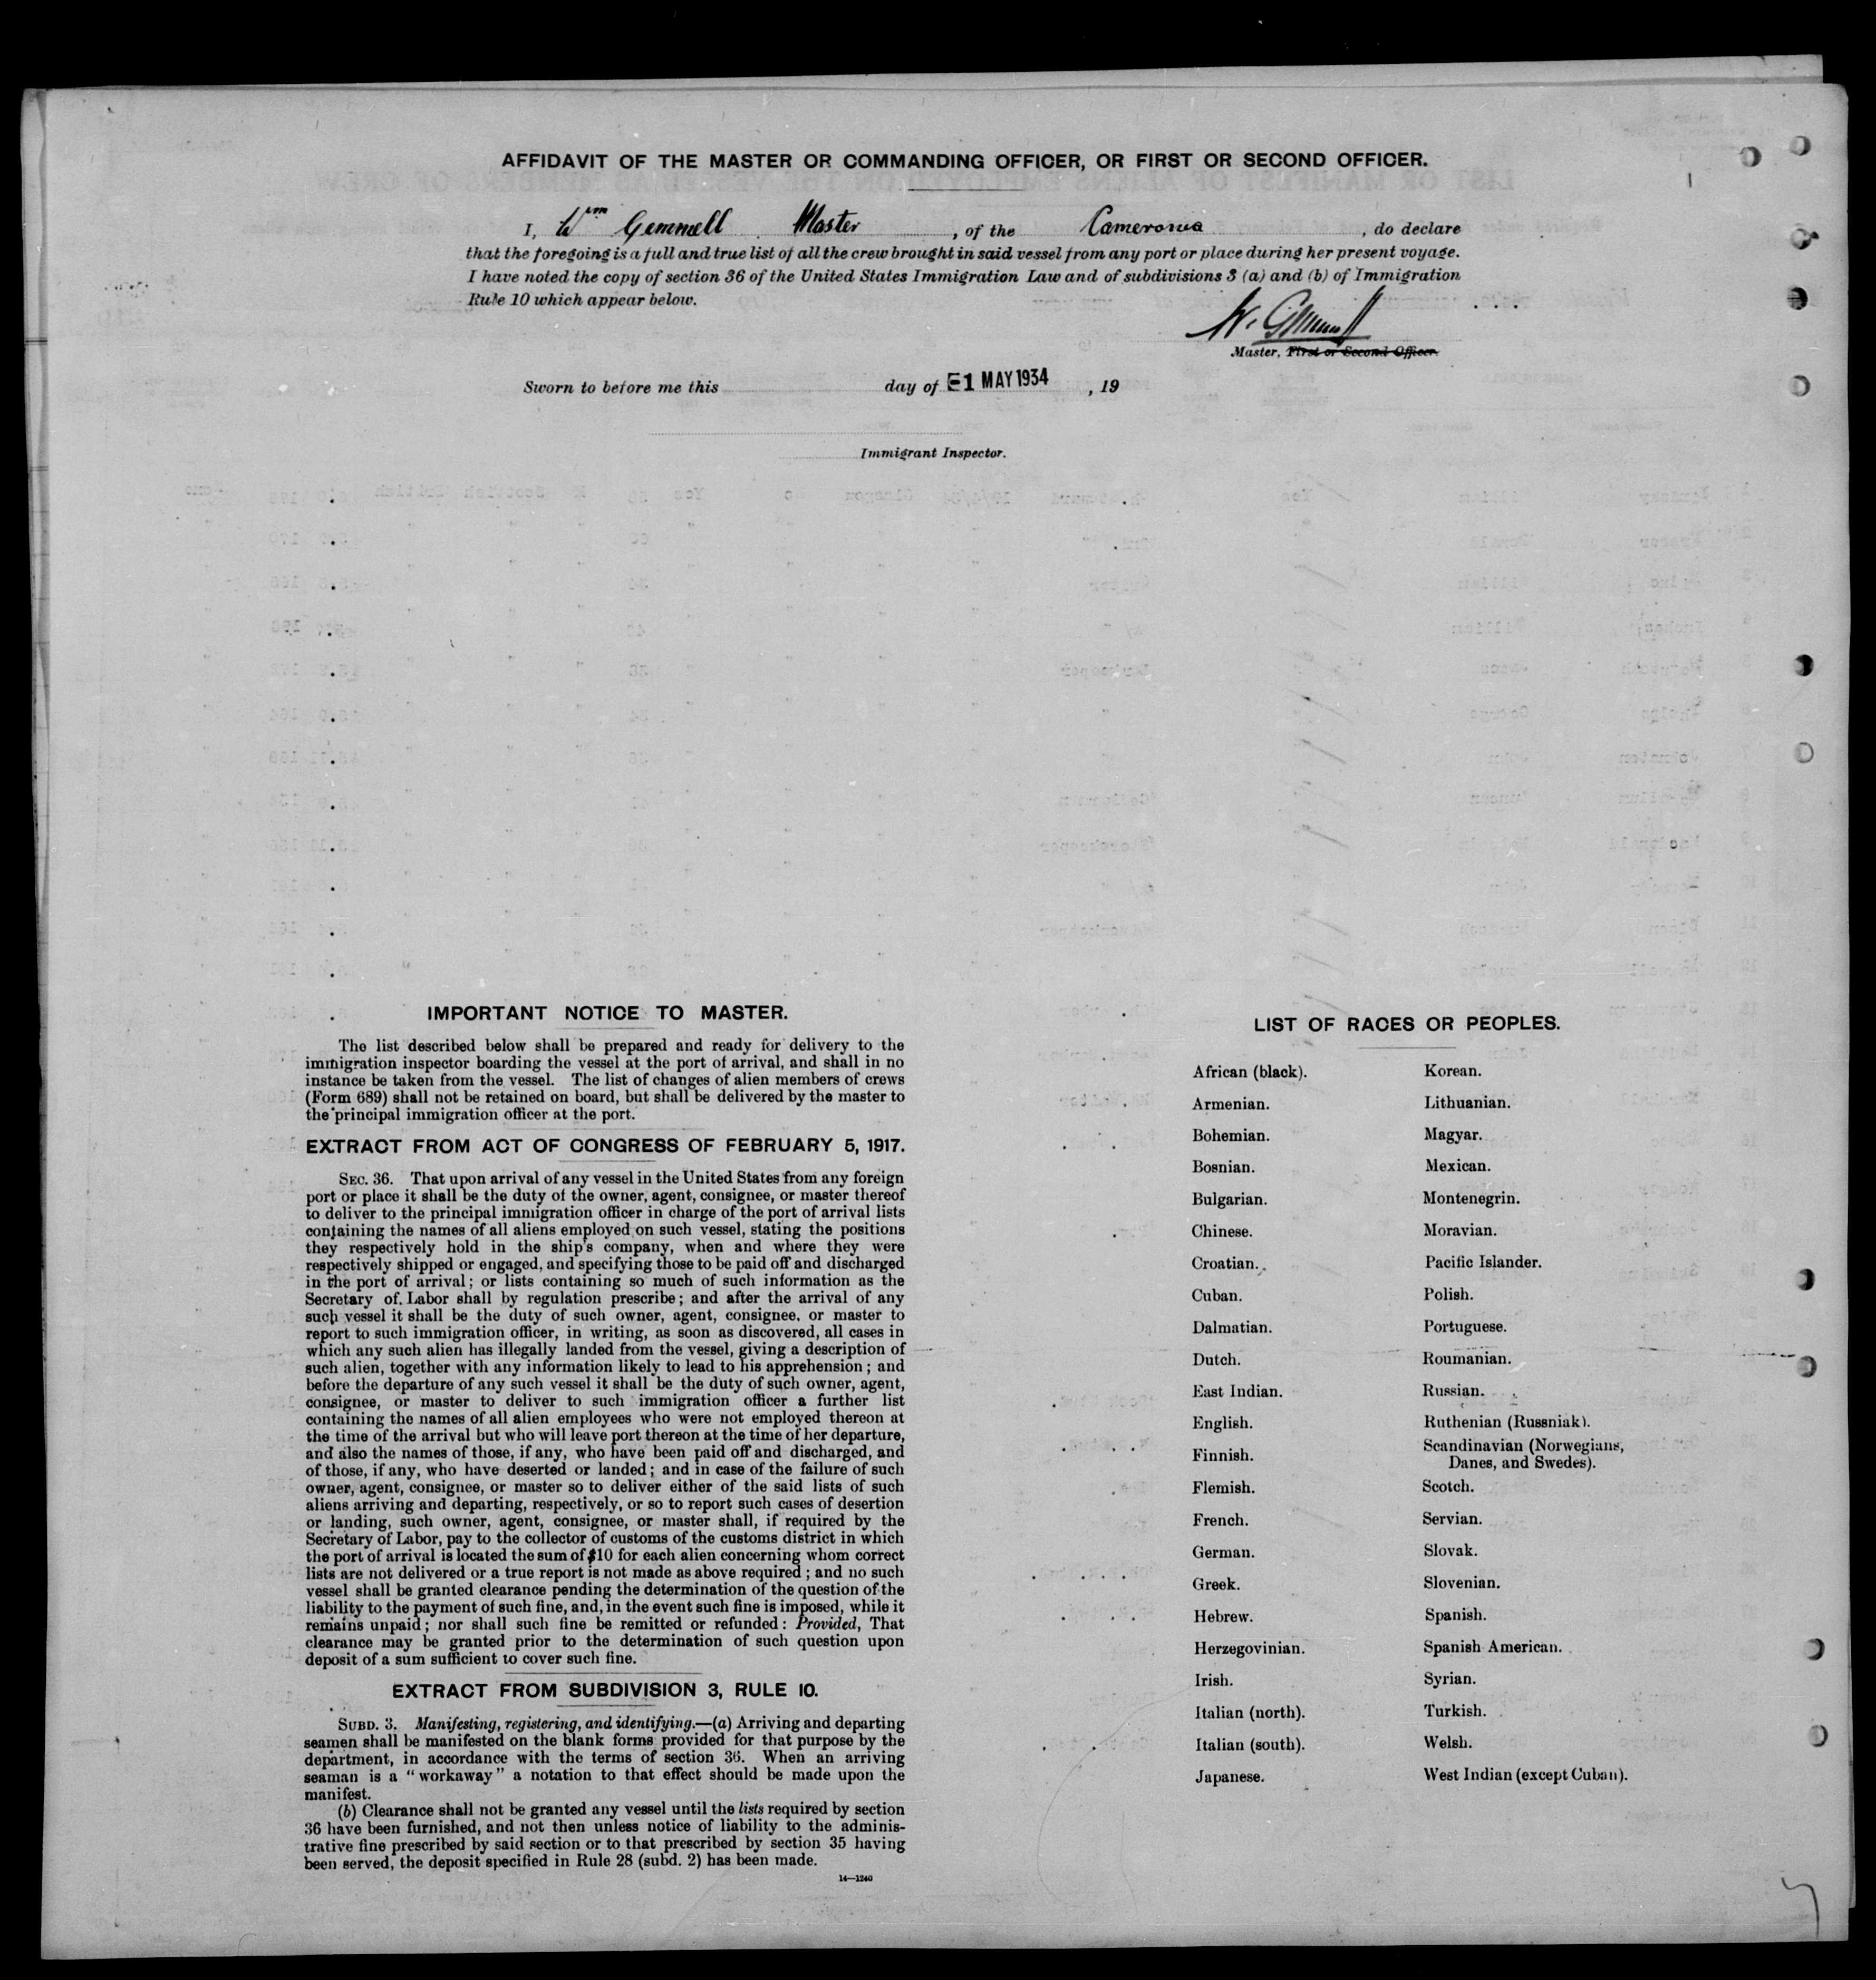 AFFIDAVIT OF THE MASTER OR COMMANDING OFFICER, OR FIRST OR SECOND OFFICER.
I, Wm Gemmell Master, of the Cameronia, do declare
that the foregoing is a full and true list of all the crew brought in said vessel from any port or place during her present voyage.
I have noted the copy of section 36 of the United States Immigration Law and of subdivisions 3 (a) and (b) of Immigration
Rule 10 which appear below.
W. Gemmell
Master, First or Second Officer.
Sworn to before me this day of E1 MAY 1934, 19
Immigrant Inspector.
IMPORTANT NOTICE TO MASTER.
The list described below shall be prepared and ready for delivery to the
immigration inspector boarding the vessel at the port of arrival, and shall in no
instance be taken from the vessel. The list of changes of alien members of crews
(Form 689) shall not be retained on board, but shall be delivered by the master to
the principal immigration officer at the port.
EXTRACT FROM ACT OF CONGRESS OF FEBRUARY 5, 1917.
SEC. 36. That upon arrival of any vessel in the United States from any foreign
port or place it shall be the duty of the owner, agent, consignee, or master thereof
to deliver to the principal immigration officer in charge of the port of arrival lists
containing the names of all aliens employed on such vessel, stating the positions
they respectively hold in the ship's company, when and where they were
respectively shipped or engaged, and specifying those to be paid off and discharged
in the port of arrival; or lists containing so much of such information as the
Secretary of Labor shall by regulation prescribe; and after the arrival of any
such vessel it shall be the duty of such owner, agent, consignee, or master to
report to such immigration officer, in writing, as soon as discovered, all cases in
which any such alien has illegally landed from the vessel, giving a description of
such alien, together with any information likely to lead to his apprehension; and
before the departure of any such vessel it shall be the duty of such owner, agent,
consignee, or master to deliver to such immigration officer a further list
containing the names of all alien employees who were not employed thereon at
the time of the arrival but who will leave port thereon at the time of her departure,
and also the names of those, if any, who have been paid off and discharged, and
of those, if any, who have deserted or landed; and in case of the failure of such
owner, agent, consignee, or master so to deliver either of the said lists of such
aliens arriving and departing, respectively, or so to report such cases of desertion
or landing, such owner, agent, consignee, or master shall, if required by the
Secretary of Labor, pay to the collector of customs of the customs district in which
the port of arrival is located the sum of $10 for each alien concerning whom correct
lists are not delivered or a true report is not made as above required; and no such
vessel shall be granted clearance pending the determination of the question of the
liability to the payment of such fine, and, in the event such fine is imposed, while it
remains unpaid; nor shall such fine be remitted or refunded: Provided, That
clearance may be granted prior to the determination of such question upon
deposit of a sum sufficient to cover such fine.
EXTRACT FROM SUBDIVISION 3, RULE 10.
SUBD. 3. Manifesting, registering, and identifying.—(a) Arriving and departing
seamen shall be manifested on the blank forms provided for that purpose by the
department, in accordance with the terms of section 36. When an arriving
seaman is a "workaway" a notation to that effect should be made upon the
manifest.
(b) Clearance shall not be granted any vessel until the lists required by section
36 have been furnished, and not then unless notice of liability to the adminis-
trative fine prescribed by said section or to that prescribed by section 35 having
been served, the deposit specified in Rule 28 (subd. 2) has been made.
14—1240
LIST OF RACES OR PEOPLES.
African (black).
Armenian.
Bohemian.
Bosnian.
Bulgarian.
Chinese.
Croatian.
Cuban.
Dalmatian.
Dutch.
East Indian.
English.
Finnish.
Flemish.
French.
German.
Greek.
Hebrew.
Herzegovinian.
Irish.
Italian (north).
Italian (south).
Japanese.
Korean.
Lithuanian.
Magyar.
Mexican.
Montenegrin.
Moravian.
Pacific Islander.
Polish.
Portuguese.
Roumanian.
Russian.
Ruthenian (Russniak).
Scandinavian (Norwegians,
Danes, and Swedes).
Scotch.
Servian.
Slovak.
Slovenian.
Spanish.
Spanish American.
Syrian.
Turkish.
Welsh.
West Indian (except Cuban).